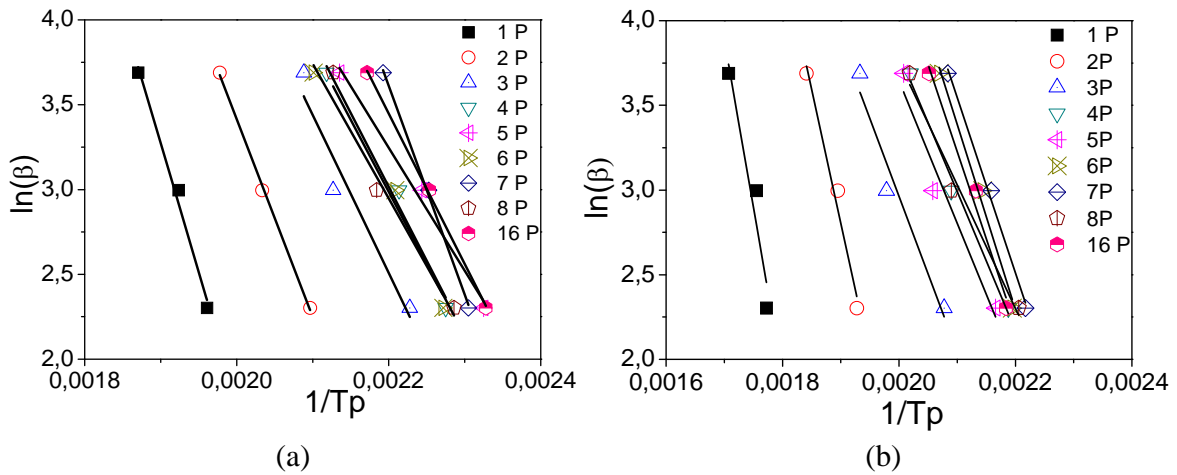 4,0
3,5
3,0
2,5
2,0
ln(β)
0,0018
0,0020
0,0022
0,0024
1/Tp
1 P
2 P
3 P
4 P
5 P
6 P
7 P
8 P
16 P
(a)
4,0
3,5
3,0
2,5
2,0
ln(β)
0,0016
0,0018
0,0020
0,0022
0,0024
1/Tp
1 P
2P
3P
4P
5P
6P
7P
8P
16 P
(b)